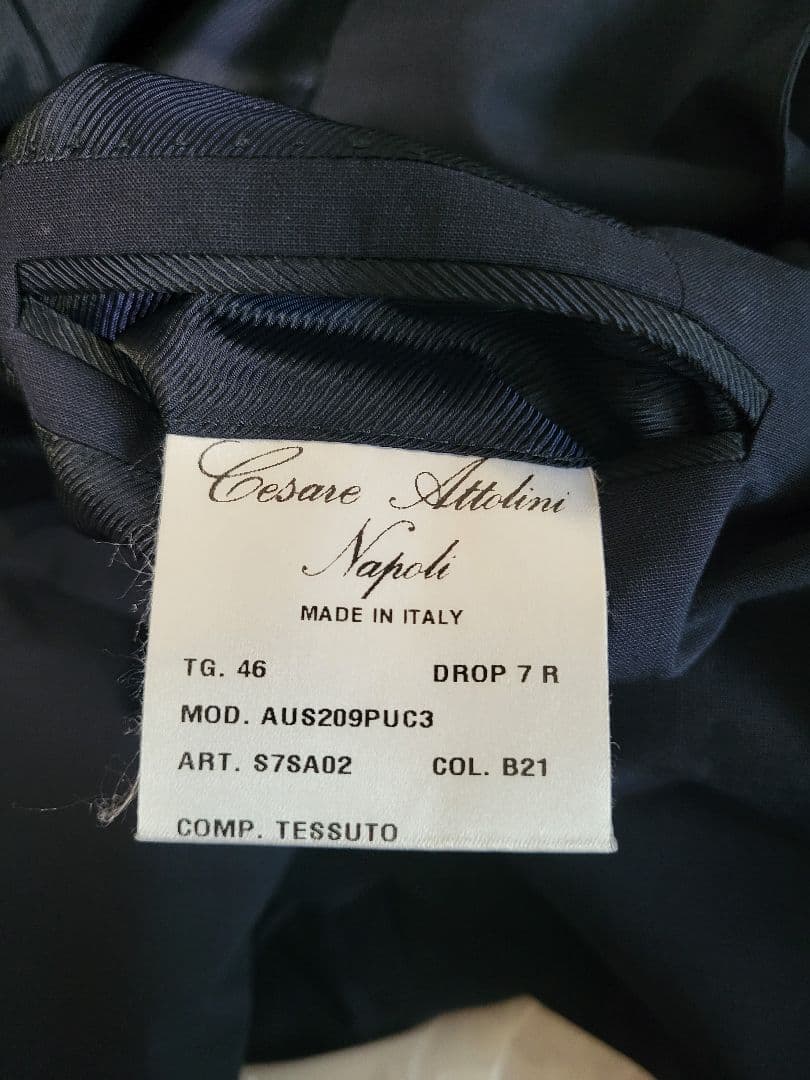 Cesare Attolini
Napoli
MADE IN ITALY
TG. 46 DROP 7 R
MOD. AUS209PUC3
ART. S7SA02 COL. B21
COMP. TESSUTO